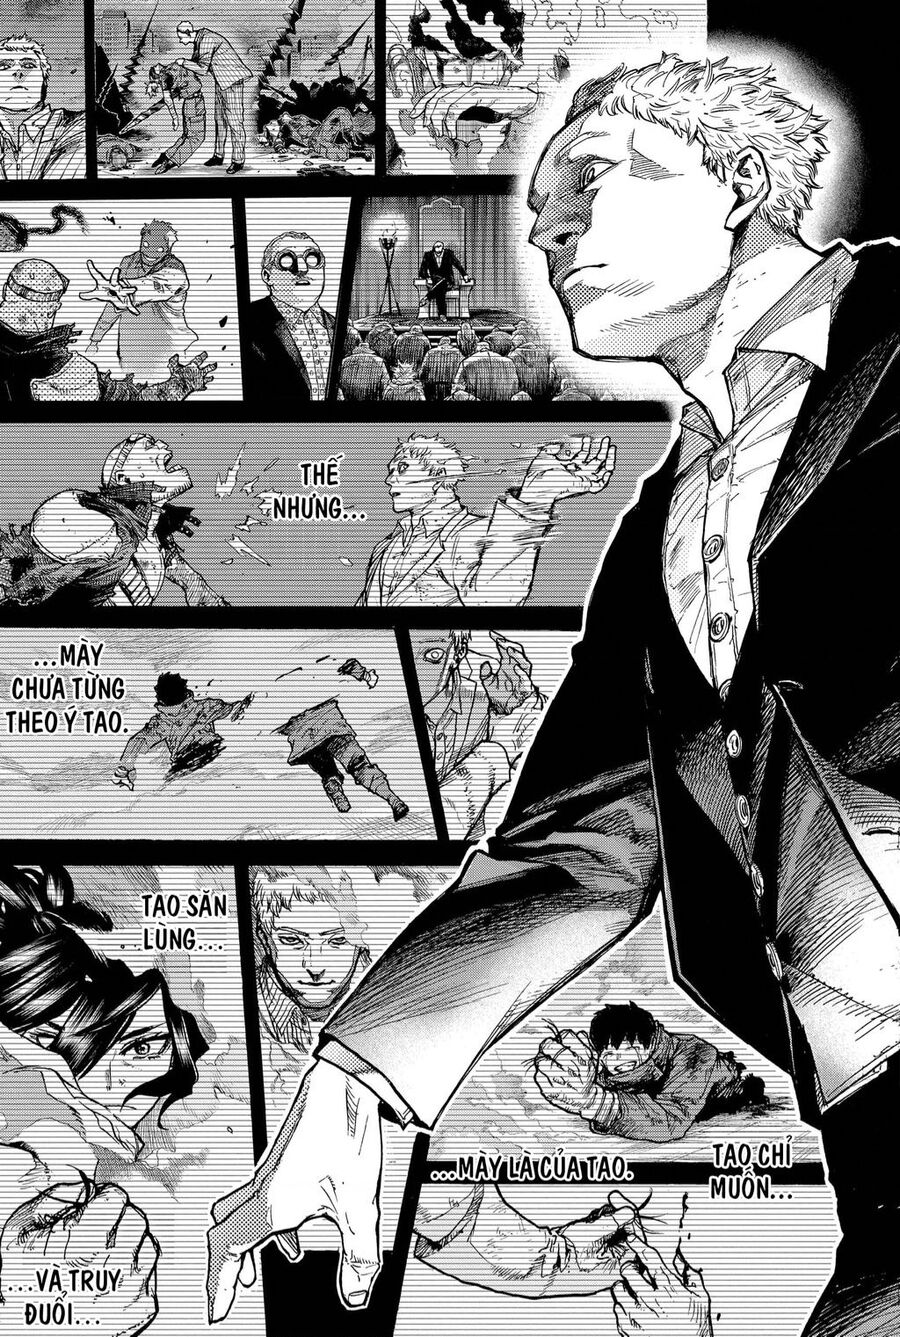 THẾ
NHƯNG...
...MÀY
CHƯA TỪNG
THEO Ý TAO.
TAO SĂN
LÙNG...
...VÀ TRUY
ĐUỔI...
TAO CHỈ
MUỐN...
...MÀY LÀ CỦA TAO.